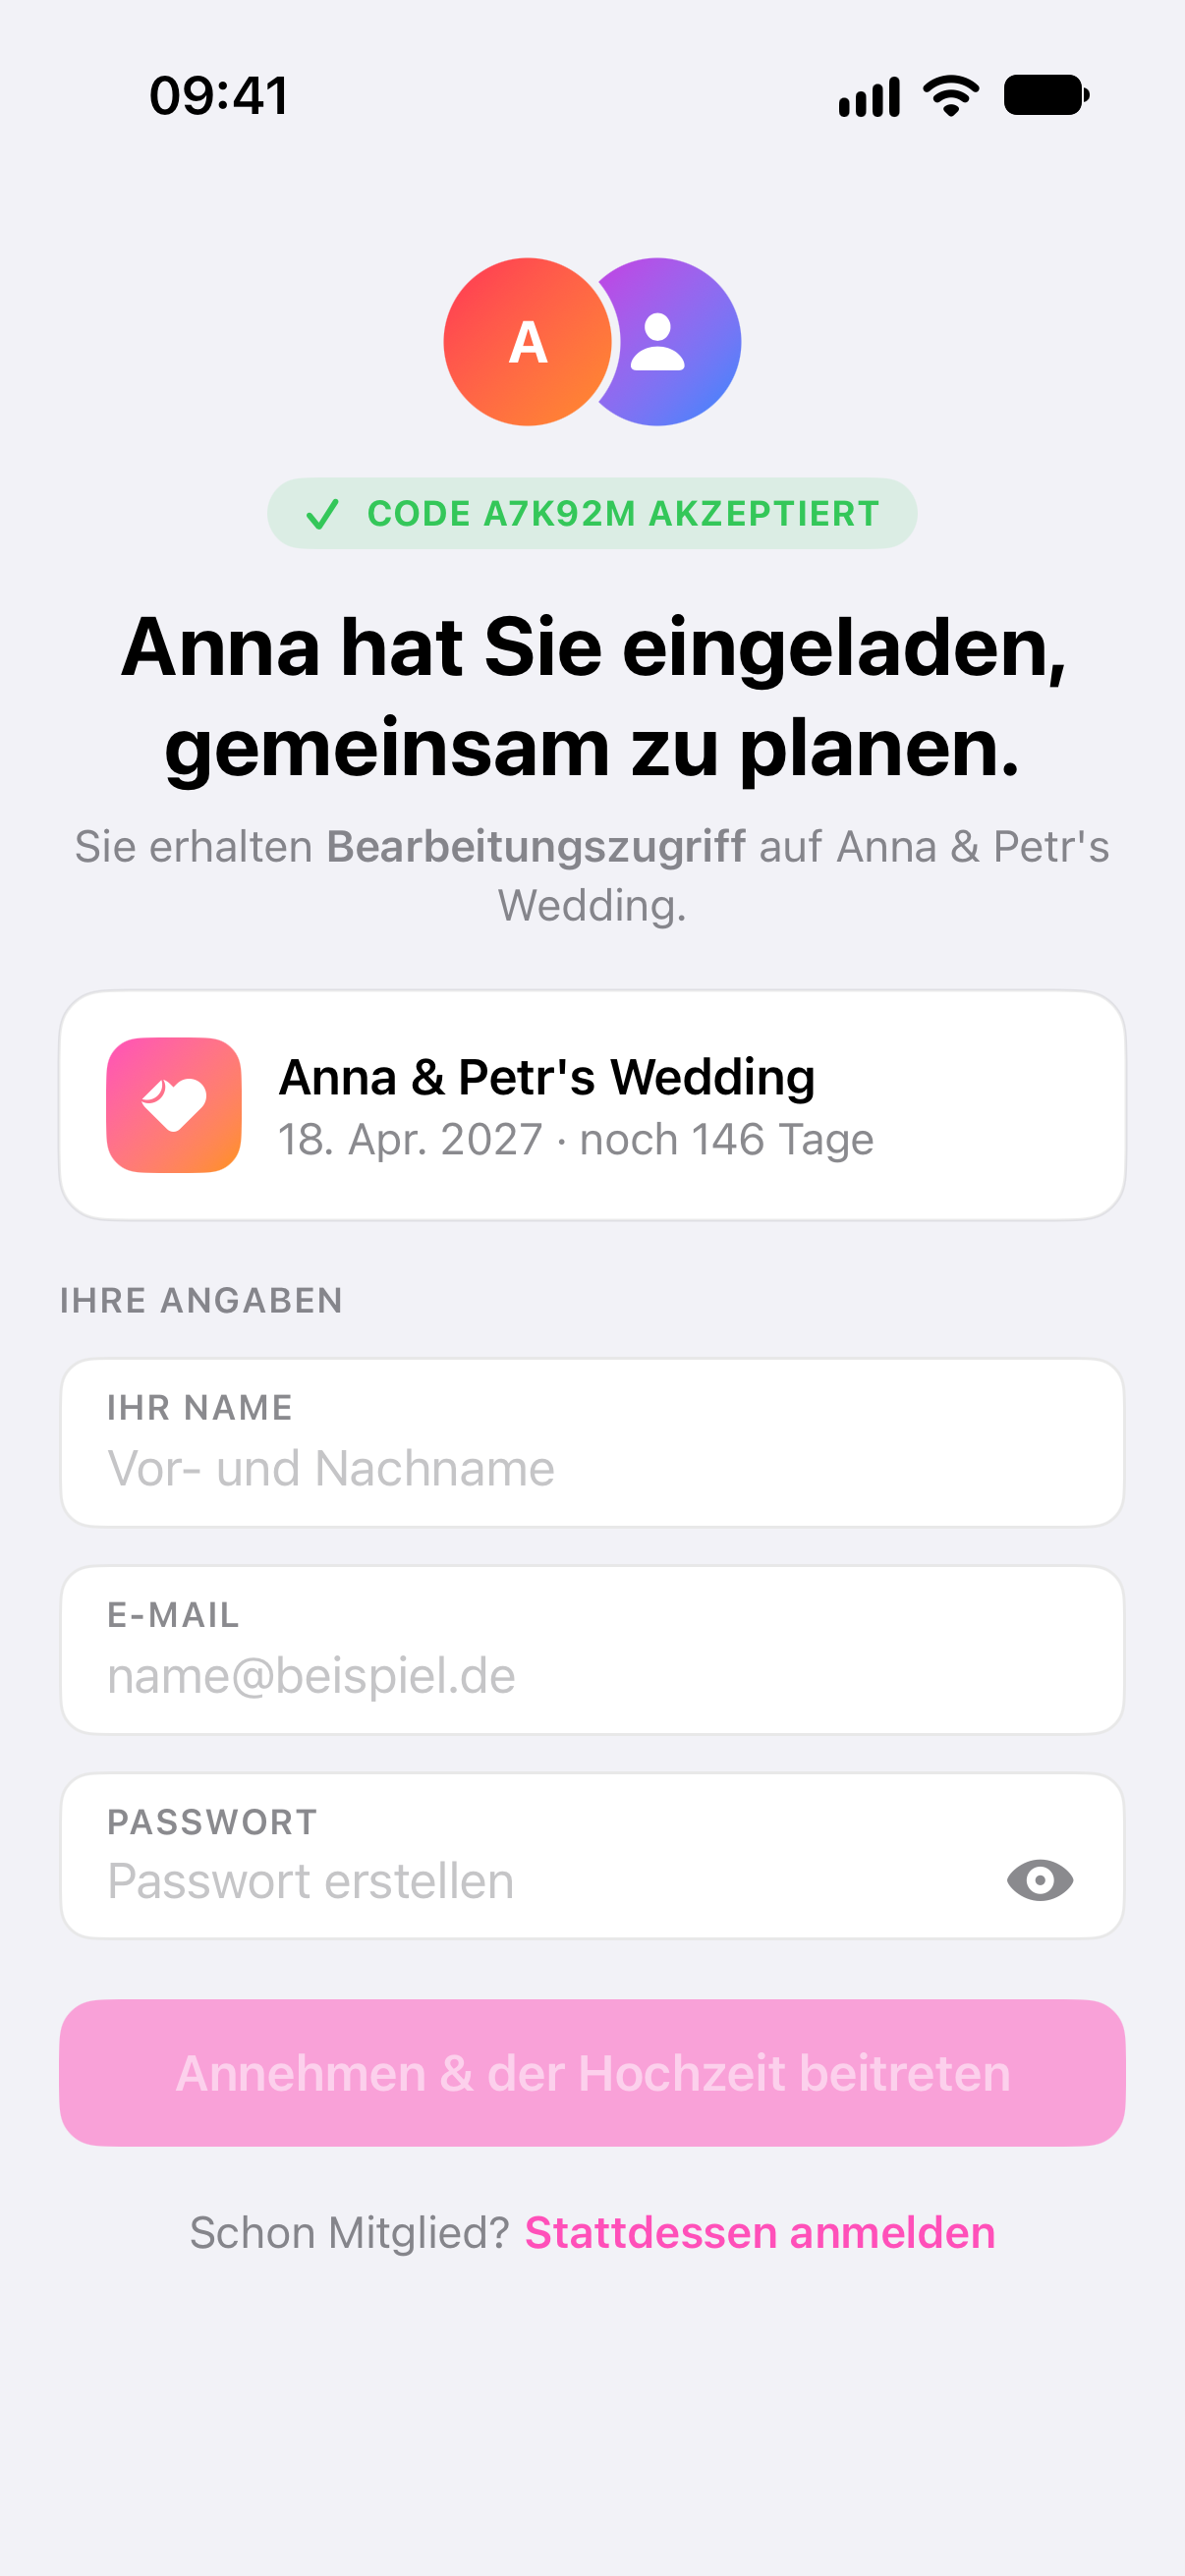 09:41
A
CODE A7K92M AKZEPTIERT
Anna hat Sie eingeladen,
gemeinsam zu planen.
Sie erhalten Bearbeitungszugriff auf Anna & Petr's
Wedding.
Anna & Petr's Wedding
18. Apr. 2027 · noch 146 Tage
IHRE ANGABEN
IHR NAME
Vor- und Nachname
E-MAIL
name@beispiel.de
PASSWORT
Passwort erstellen
Annehmen & der Hochzeit beitreten
Schon Mitglied? Stattdessen anmelden